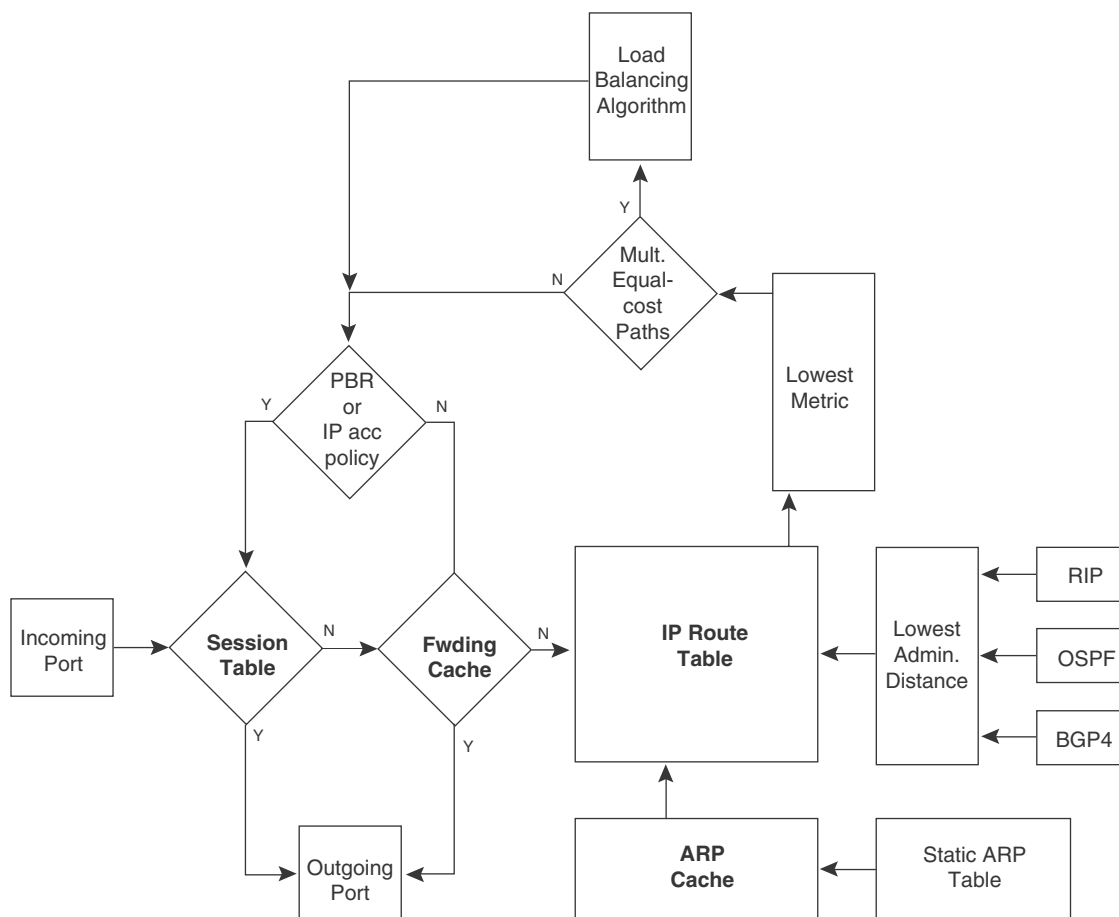 Load
Balancing
Algorithm
Y
Mult.
Equal-
cost
Paths
N
Lowest
Metric
PBR
or
IP acc
policy
Y
N
Incoming
Port
Session
Table
N
Y
Fwding
Cache
N
Y
IP Route
Table
Lowest
Admin.
Distance
RIP
OSPF
BGP4
Outgoing
Port
ARP
Cache
Static ARP
Table